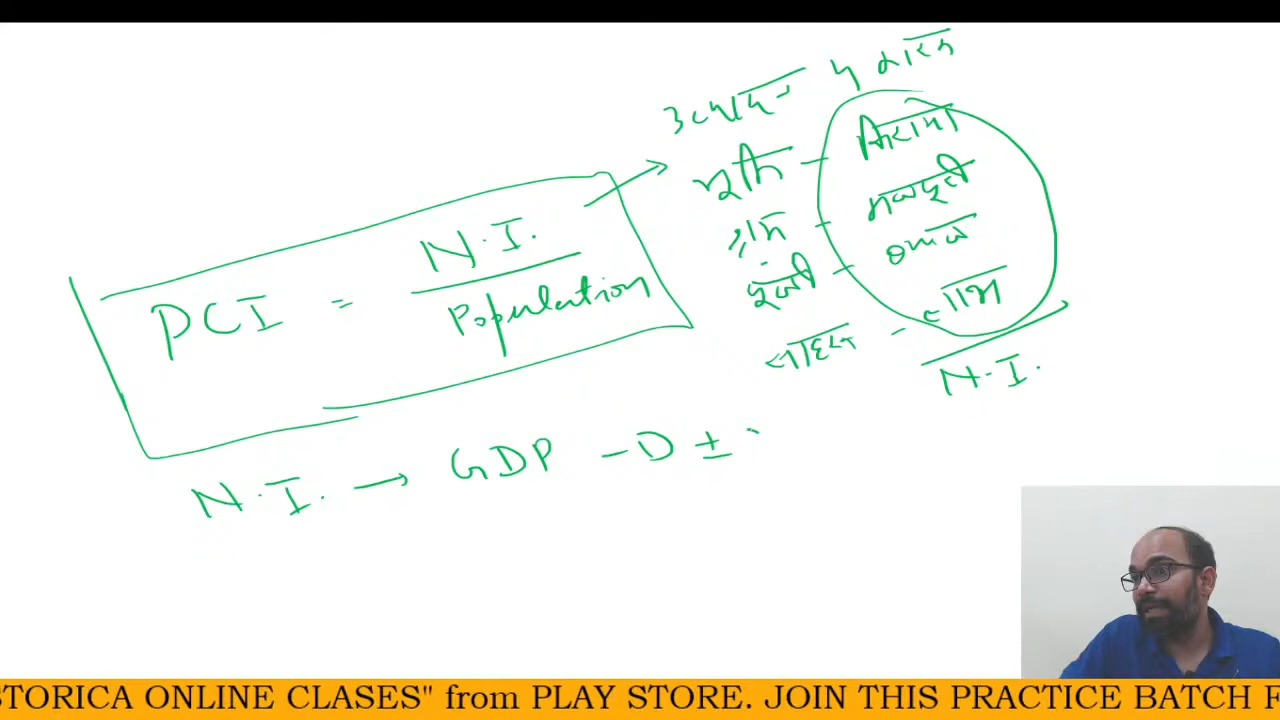 उत्पादन के साधन
भूमि - किराया
श्रम - मजदूरी
पूंजी - ब्याज
साहस - लाभ
N.I.
PCI = N.I. / Population
N.I. → GDP - D ±
STORICA ONLINE CLASES" from PLAY STORE. JOIN THIS PRACTICE BATCH F